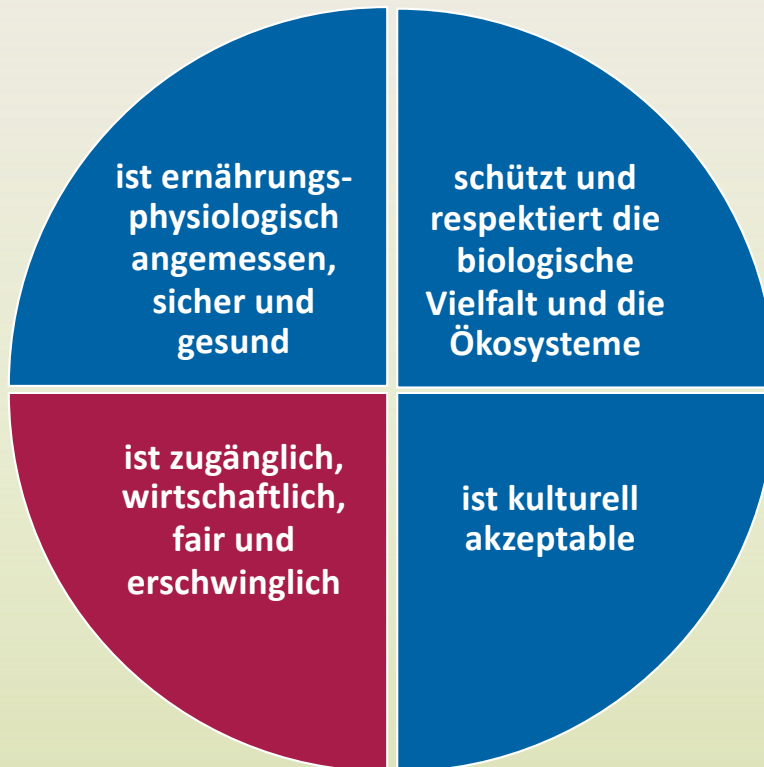 ist ernährungs-
physiologisch
angemessen,
sicher und
gesund
schützt und
respektiert die
biologische
Vielfalt und die
Ökosysteme
ist zugänglich,
wirtschaftlich,
fair und
erschwinglich
ist kulturell
akzeptable